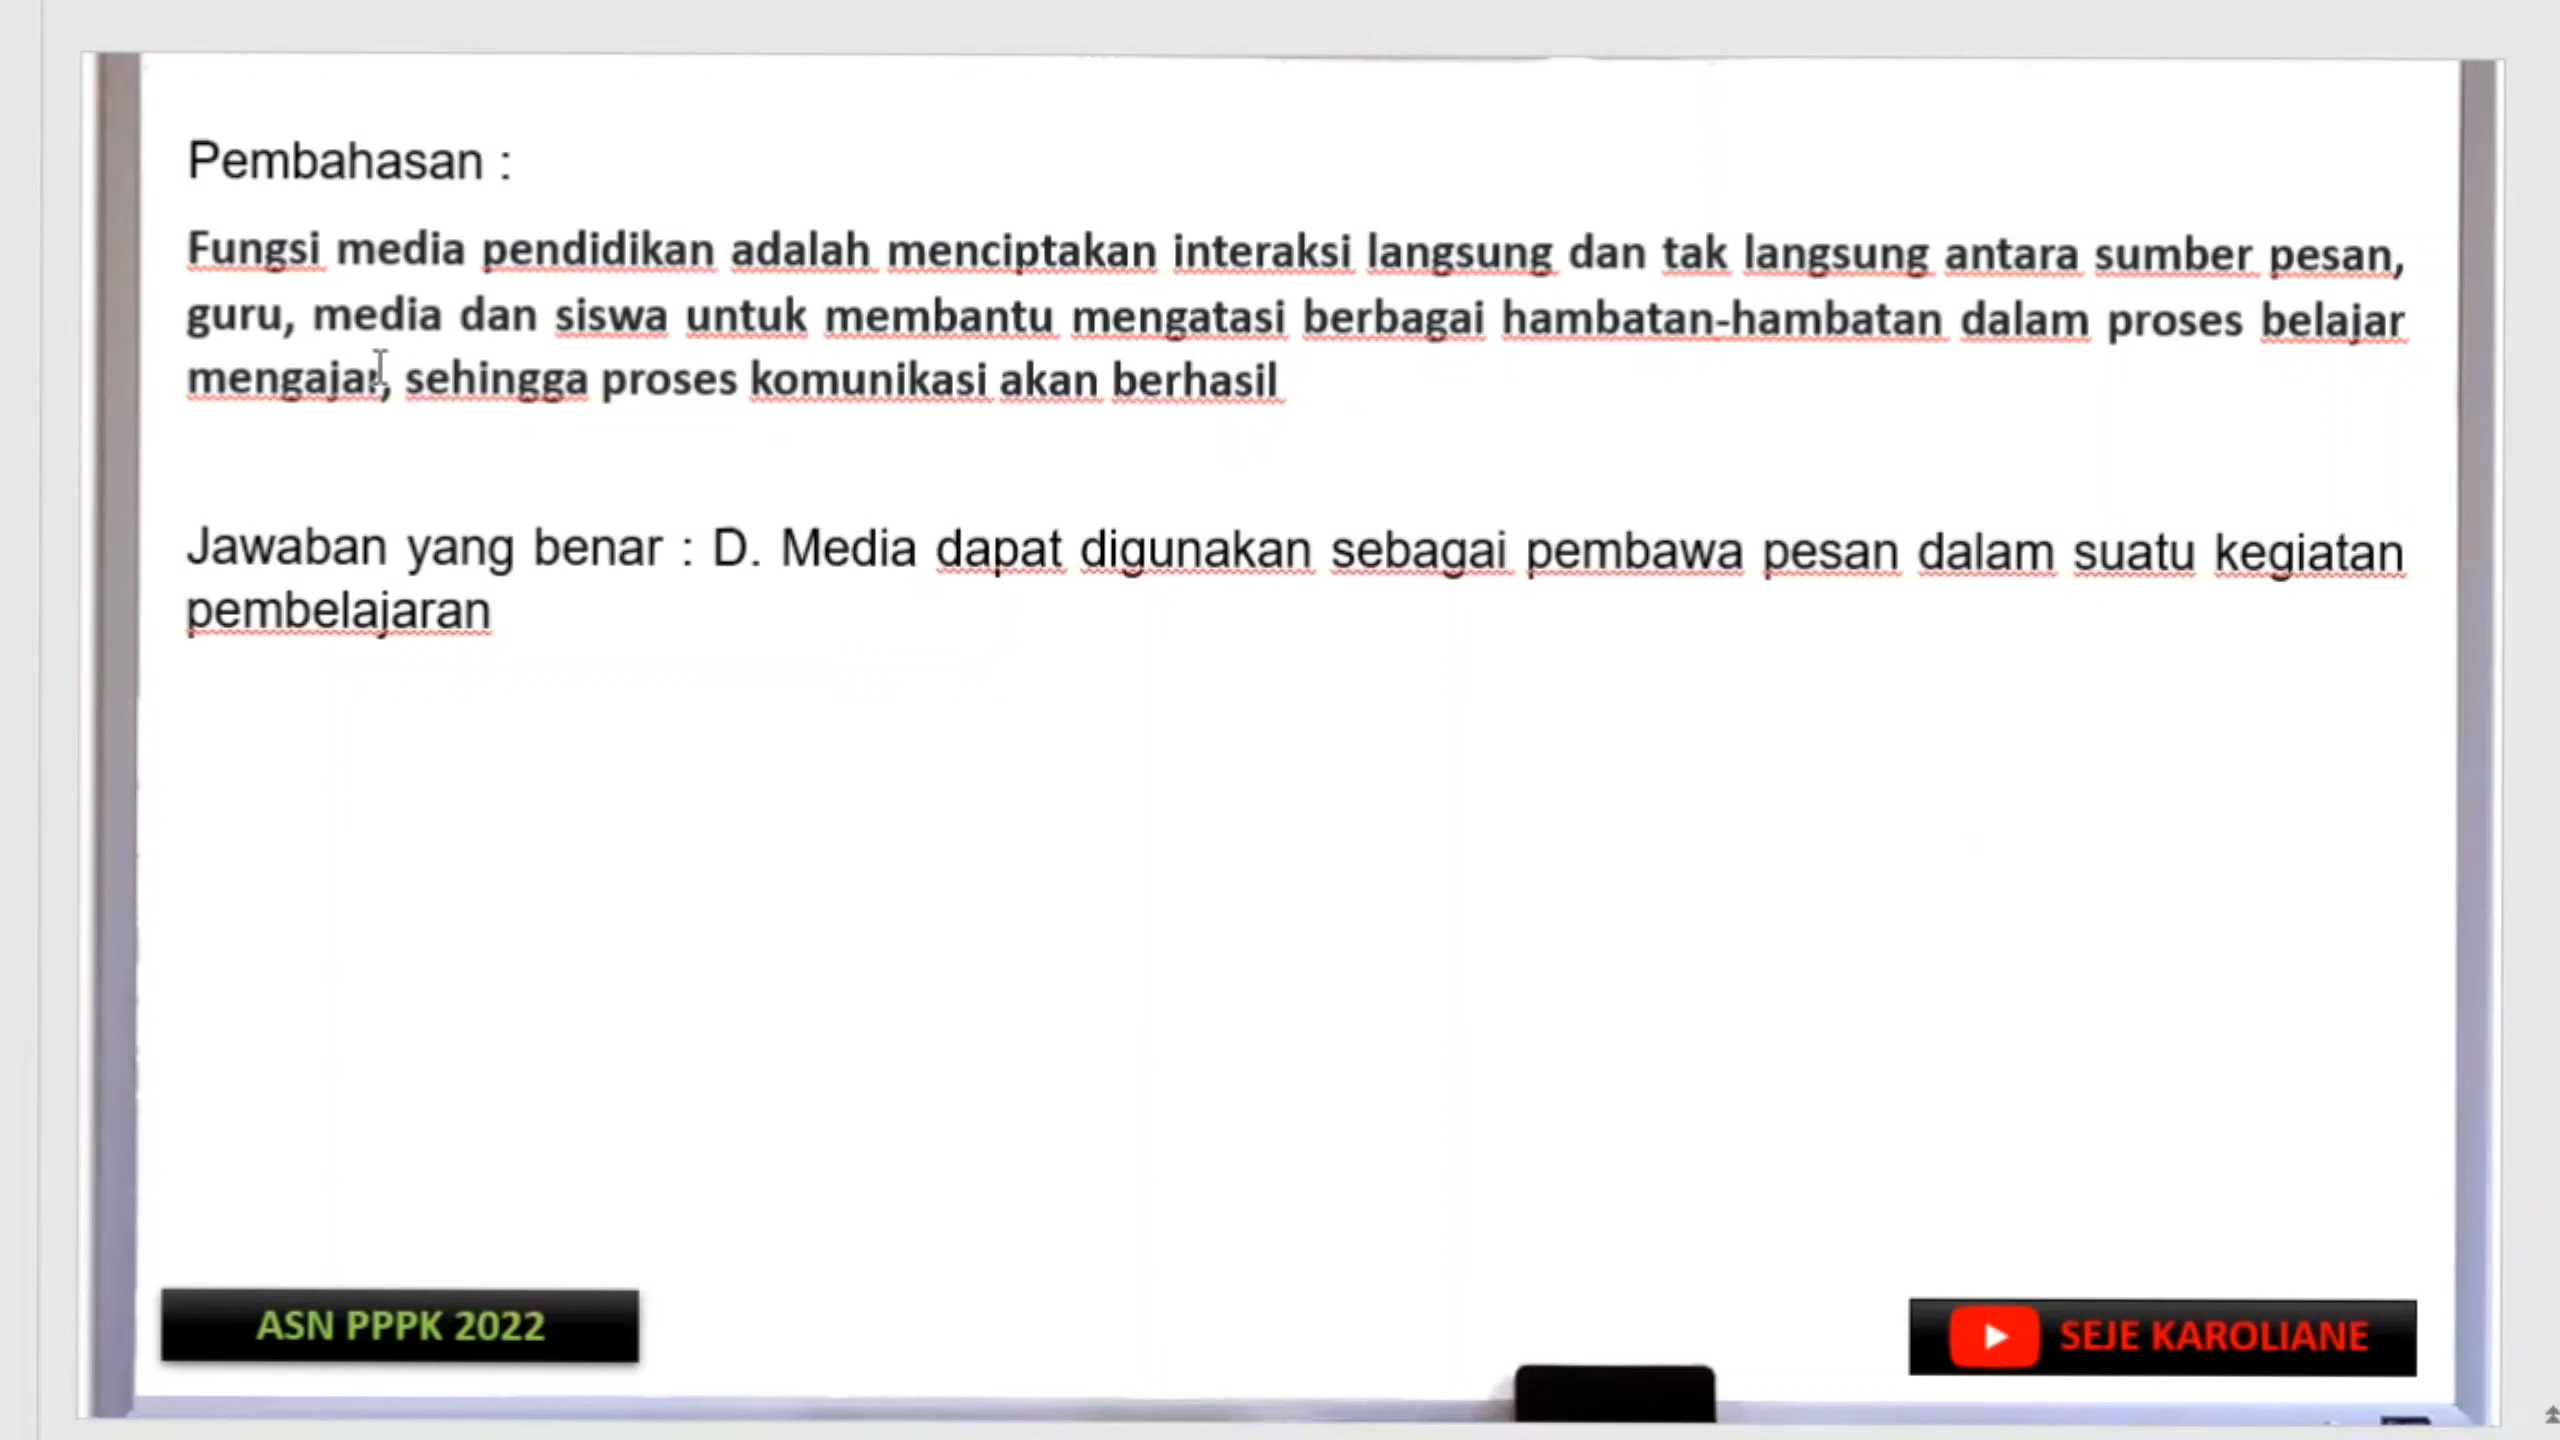 Pembahasan :
Fungsi media pendidikan adalah menciptakan interaksi langsung dan tak langsung antara sumber pesan,
guru, media dan siswa untuk membantu mengatasi berbagai hambatan-hambatan dalam proses belajar
mengajar, sehingga proses komunikasi akan berhasil
Jawaban yang benar : D. Media dapat digunakan sebagai pembawa pesan dalam suatu kegiatan
pembelajaran
ASN PPPK 2022
SEJE KAROLIANE